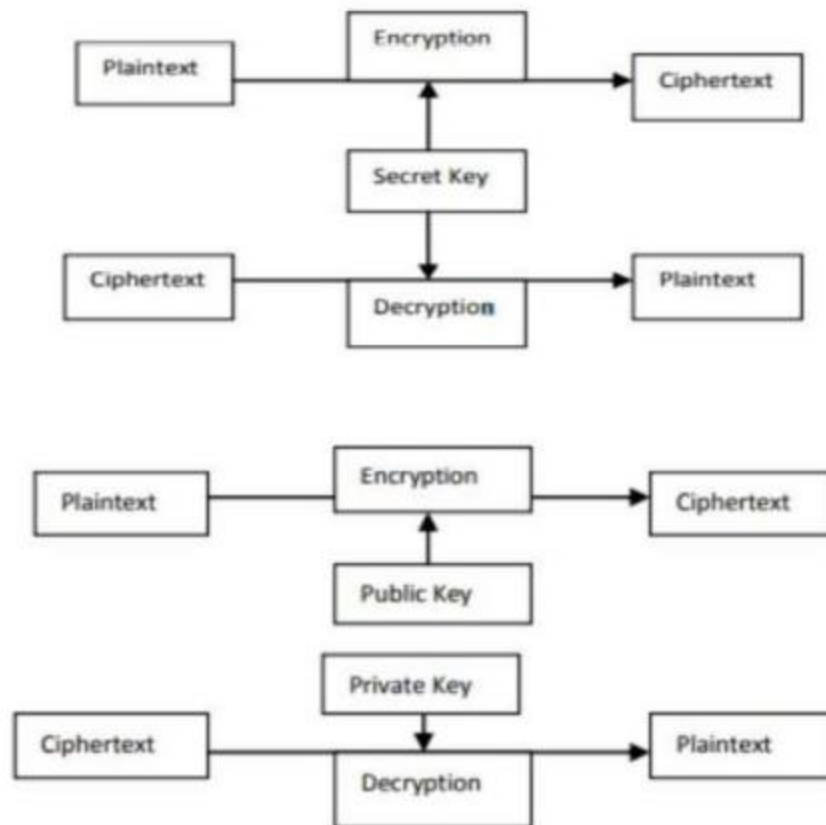 Encryption
Plaintext
Ciphertext
Secret Key
Ciphertext
Plaintext
Decryption
Encryption
Plaintext
Ciphertext
Public Key
Private Key
Ciphertext
Plaintext
Decryption